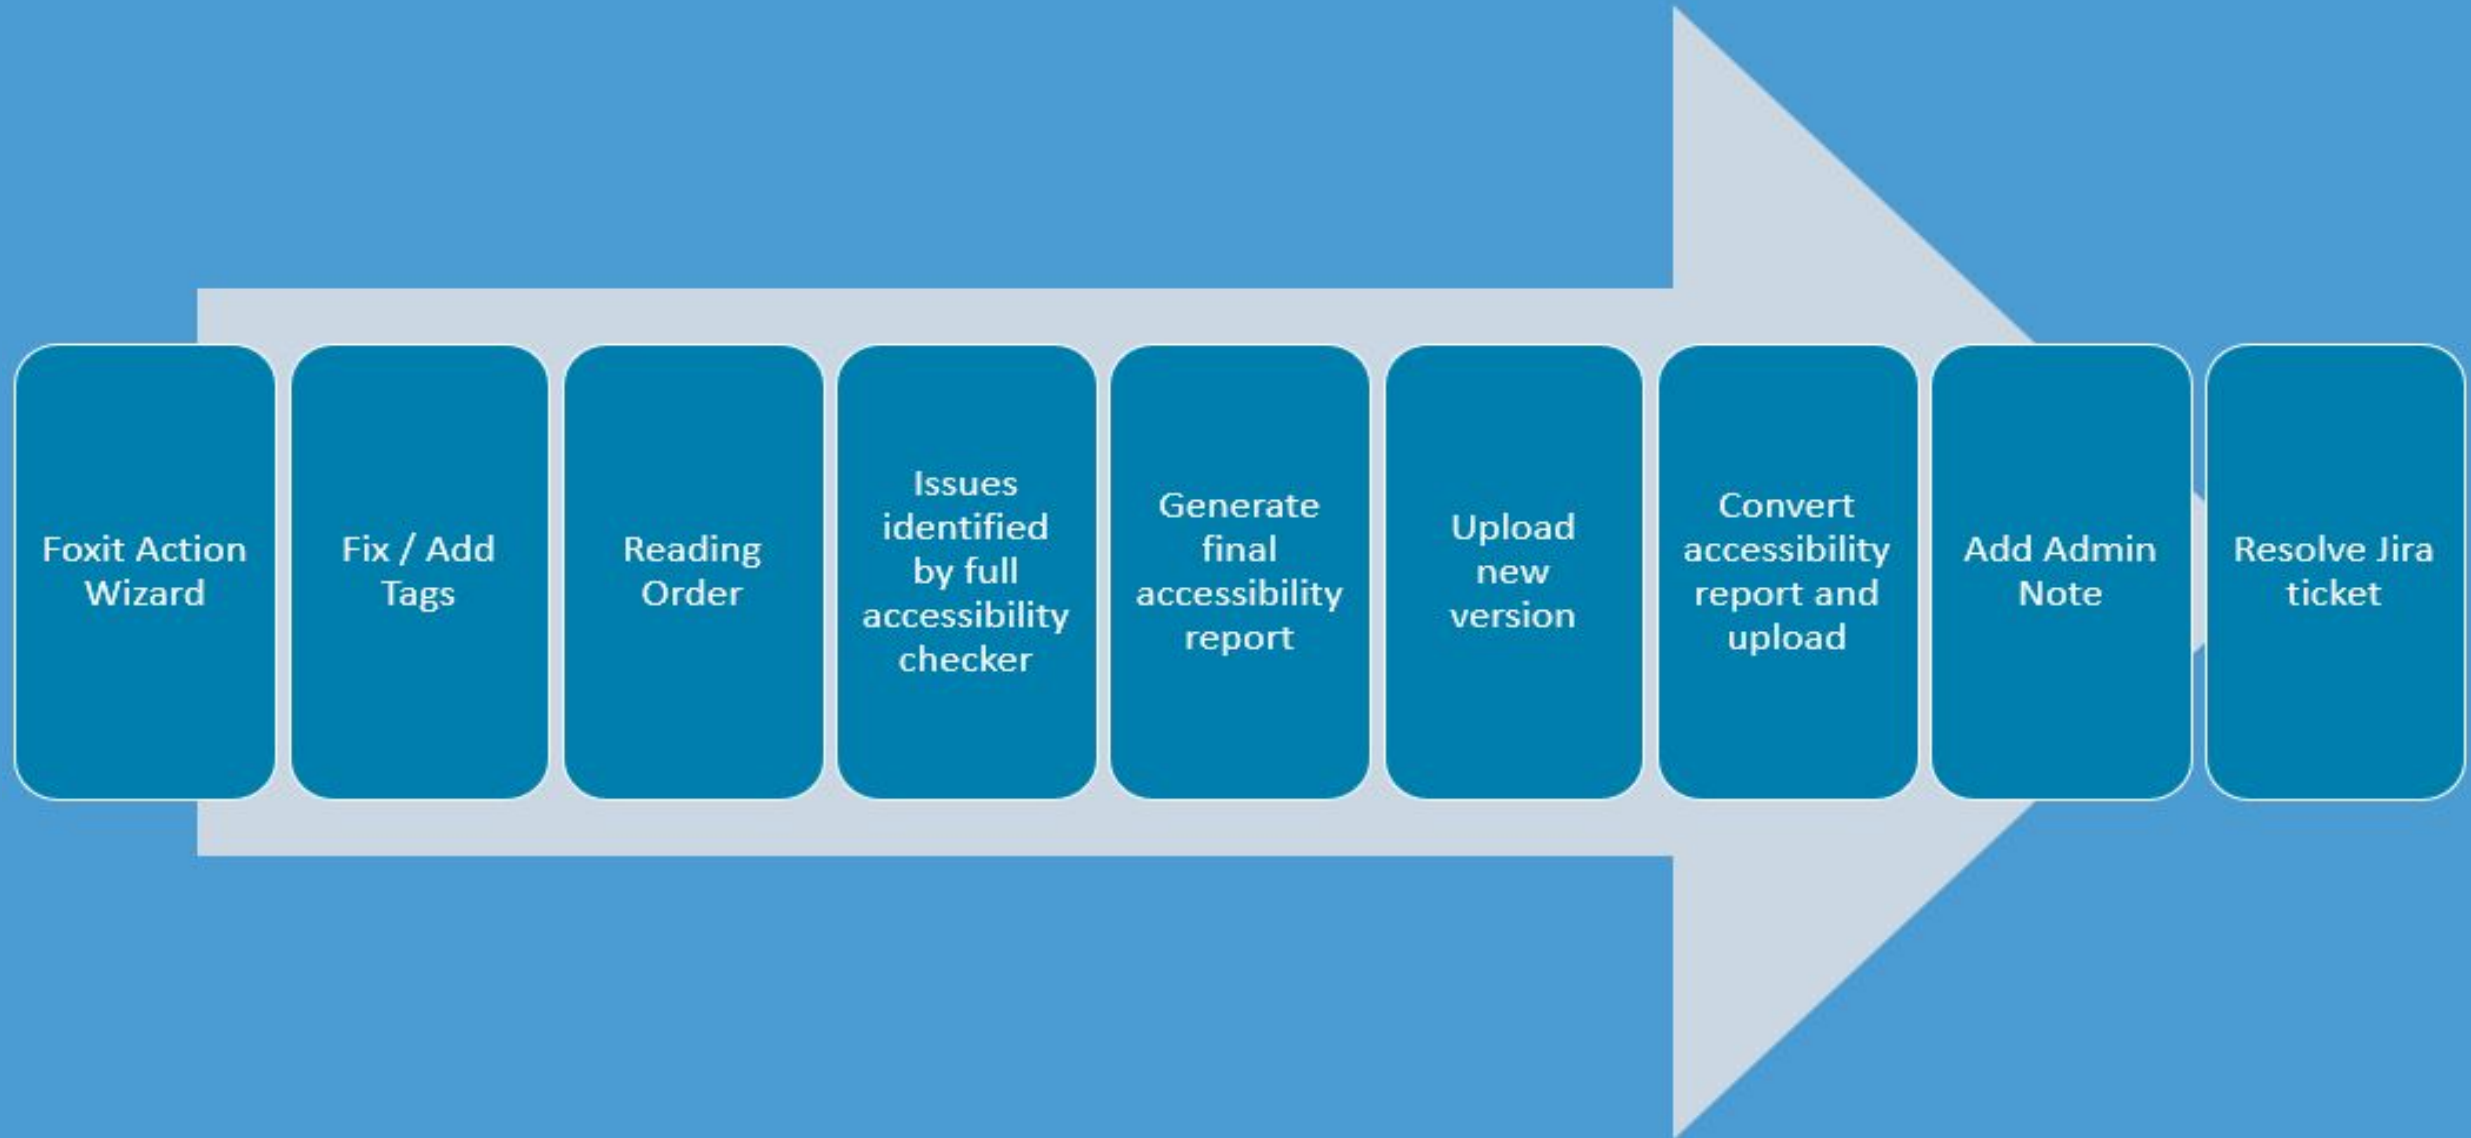 Foxit Action
Wizard
Fix / Add
Tags
Reading
Order
Issues
identified
by full
accessibility
checker
Generate
final
accessibility
report
Upload
new
version
Convert
accessibility
report and
upload
Add Admin
Note
Resolve Jira
ticket